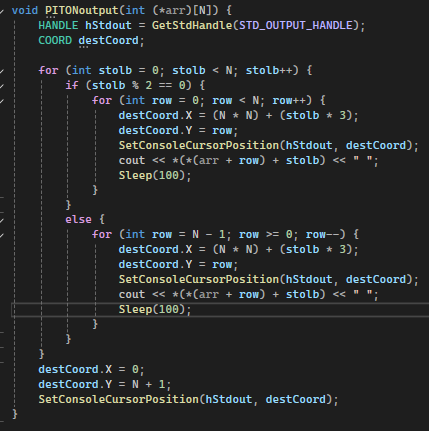 void PITONoutput(int (*arr)[N]) {
    HANDLE hStdout = GetStdHandle(STD_OUTPUT_HANDLE);
    COORD destCoord;

    for (int stolb = 0; stolb < N; stolb++) {
        if (stolb % 2 == 0) {
            for (int row = 0; row < N; row++) {
                destCoord.X = (N * N) + (stolb * 3);
                destCoord.Y = row;
                SetConsoleCursorPosition(hStdout, destCoord);
                cout << *(*(arr + row) + stolb) << " ";
                Sleep(100);
            }
        }
        else {
            for (int row = N - 1; row >= 0; row--) {
                destCoord.X = (N * N) + (stolb * 3);
                destCoord.Y = row;
                SetConsoleCursorPosition(hStdout, destCoord);
                cout << *(*(arr + row) + stolb) << " ";
                Sleep(100);
            }
        }
    }
    destCoord.X = 0;
    destCoord.Y = N + 1;
    SetConsoleCursorPosition(hStdout, destCoord);
}